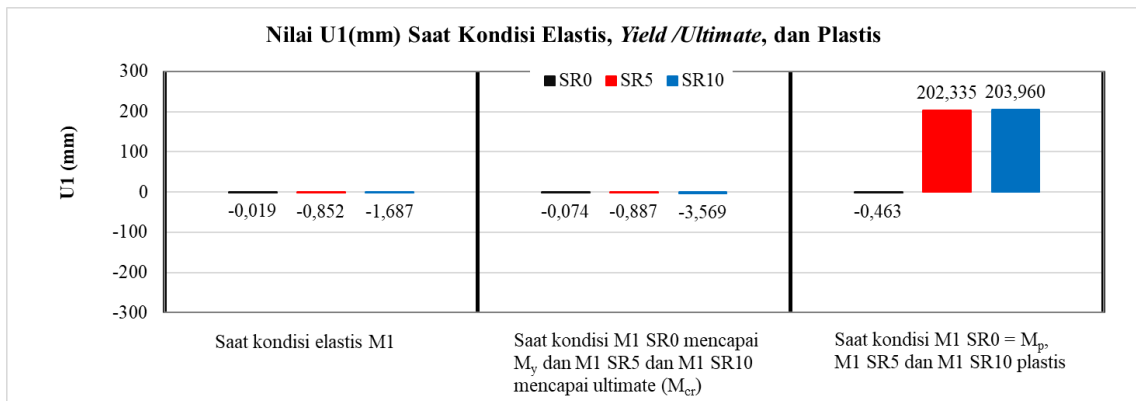 Nilai U1(mm) Saat Kondisi Elastis, Yield /Ultimate, dan Plastis
U1 (mm)
300
200
100
0
-100
-200
-300
SR0 SR5 SR10
-0,019 -0,852 -1,687
-0,074 -0,887 -3,569
-0,463 202,335 203,960
Saat kondisi elastis M1
Saat kondisi M1 SR0 mencapai
My dan M1 SR5 dan M1 SR10
mencapai ultimate (Mcr)
Saat kondisi M1 SR0 = Mp,
M1 SR5 dan M1 SR10 plastis